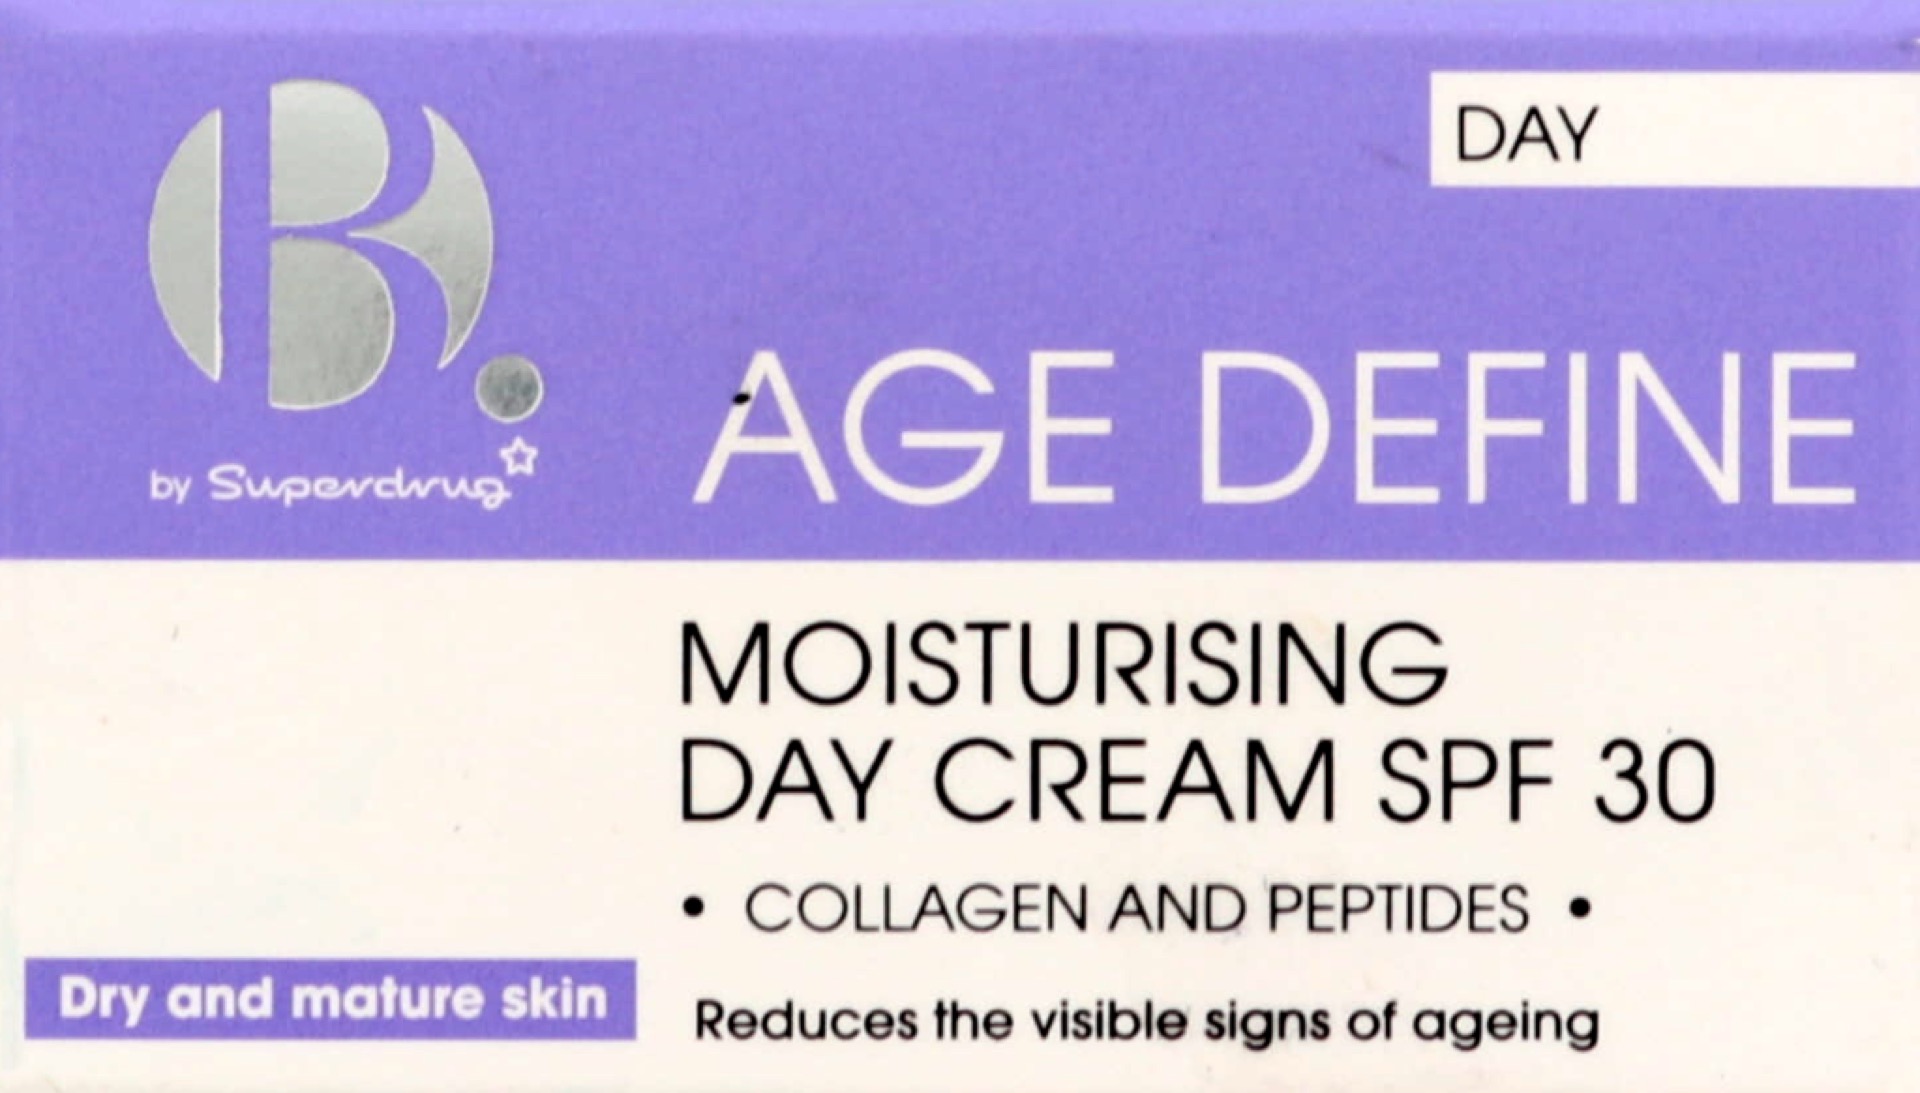 DAY
B.
by Superdrug
AGE DEFINE
MOISTURISING
DAY CREAM SPF 30
• COLLAGEN AND PEPTIDES •
Dry and mature skin
Reduces the visible signs of ageing